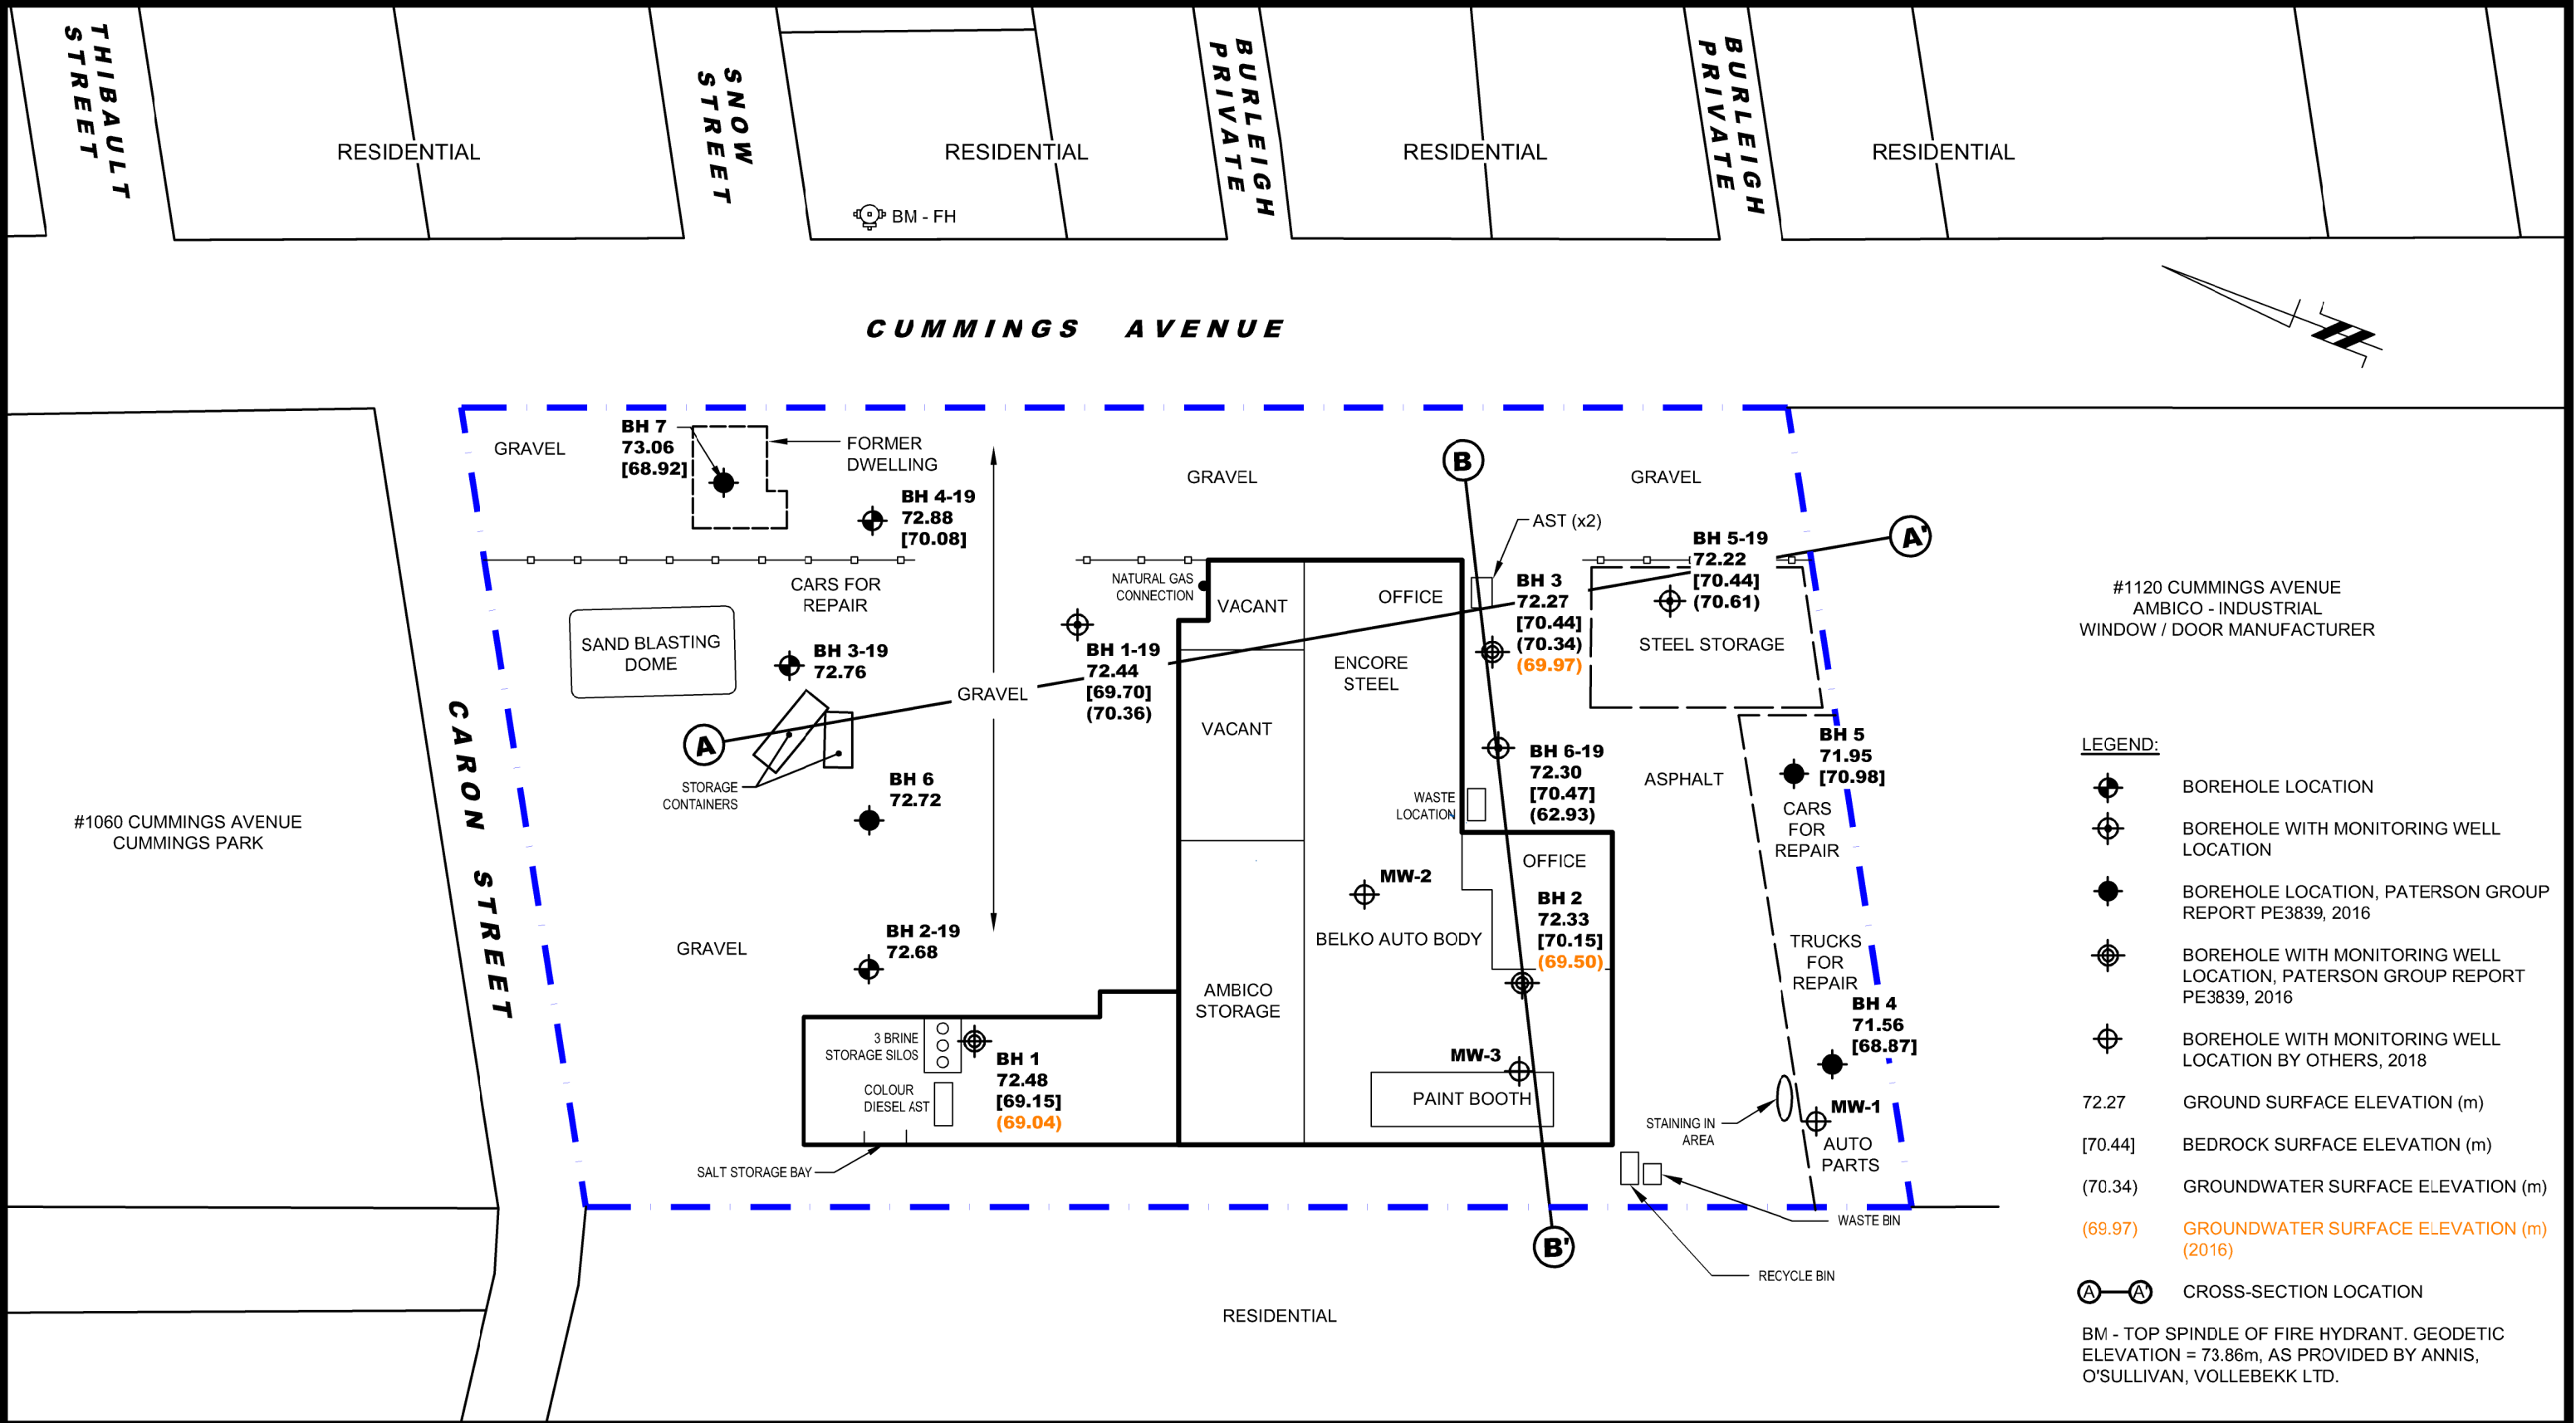 THIBAULT
STREET
SNOW
STREET
BURLEIGH
PRIVATE
BURLEIGH
PRIVATE
RESIDENTIAL
RESIDENTIAL
RESIDENTIAL
RESIDENTIAL
BM - FH
CUMMINGS AVENUE
GRAVEL
BH 7
73.06
[68.92]
FORMER
DWELLING
BH 4-19
72.88
[70.08]
GRAVEL
B
GRAVEL
AST (x2)
BH 5-19
72.22
[70.44]
(70.61)
A'
CARS FOR
REPAIR
NATURAL GAS
CONNECTION
VACANT
OFFICE
BH 3
72.27
[70.44]
(70.34)
(69.97)
STEEL STORAGE
#1120 CUMMINGS AVENUE
AMBICO - INDUSTRIAL
WINDOW / DOOR MANUFACTURER
SAND BLASTING
DOME
BH 3-19
72.76
BH 1-19
72.44
[69.70]
(70.36)
GRAVEL
ENCORE
STEEL
A
VACANT
BH 6-19
72.30
[70.47]
(62.93)
ASPHALT
BH 5
71.95
[70.98]
CARS
FOR
REPAIR
STORAGE
CONTAINERS
BH 6
72.72
WASTE
LOCATION
#1060 CUMMINGS AVENUE
CUMMINGS PARK
CARON STREET
OFFICE
MW-2
BH 2
72.33
[70.15]
(69.50)
BELKO AUTO BODY
GRAVEL
BH 2-19
72.68
TRUCKS
FOR
REPAIR
BH 4
71.56
[68.87]
AMBICO
STORAGE
3 BRINE
STORAGE SILOS
BH 1
72.48
[69.15]
(69.04)
COLOUR
DIESEL AST
MW-3
PAINT BOOTH
STAINING IN
AREA
MW-1
AUTO
PARTS
SALT STORAGE BAY
WASTE BIN
B'
RECYCLE BIN
RESIDENTIAL
LEGEND:
BOREHOLE LOCATION
BOREHOLE WITH MONITORING WELL
LOCATION
BOREHOLE LOCATION, PATERSON GROUP
REPORT PE3839, 2016
BOREHOLE WITH MONITORING WELL
LOCATION, PATERSON GROUP REPORT
PE3839, 2016
BOREHOLE WITH MONITORING WELL
LOCATION BY OTHERS, 2018
72.27 GROUND SURFACE ELEVATION (m)
[70.44] BEDROCK SURFACE ELEVATION (m)
(70.34) GROUNDWATER SURFACE ELEVATION (m)
(69.97) GROUNDWATER SURFACE ELEVATION (m)
(2016)
A A' CROSS-SECTION LOCATION
BM - TOP SPINDLE OF FIRE HYDRANT. GEODETIC
ELEVATION = 73.86m, AS PROVIDED BY ANNIS,
O'SULLIVAN, VOLLEBEKK LTD.